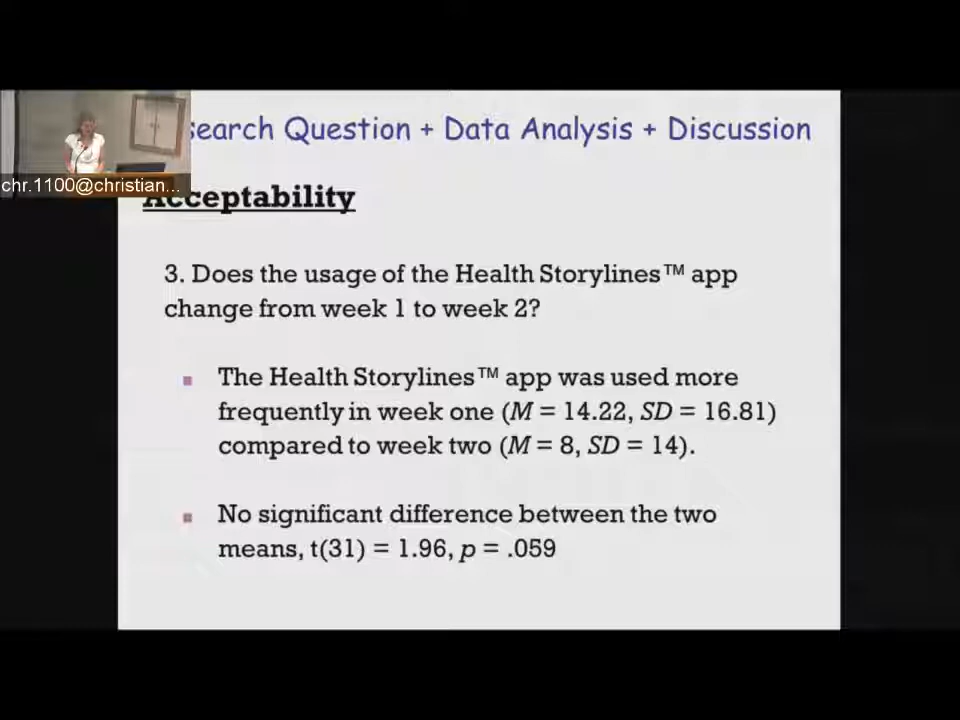 search Question + Data Analysis + Discussion
chr.1100@christian...
Acceptability
3. Does the usage of the Health Storylines™ app
change from week 1 to week 2?
▪ The Health Storylines™ app was used more
frequently in week one (M = 14.22, SD = 16.81)
compared to week two (M = 8, SD = 14).
▪ No significant difference between the two
means, t(31) = 1.96, p = .059